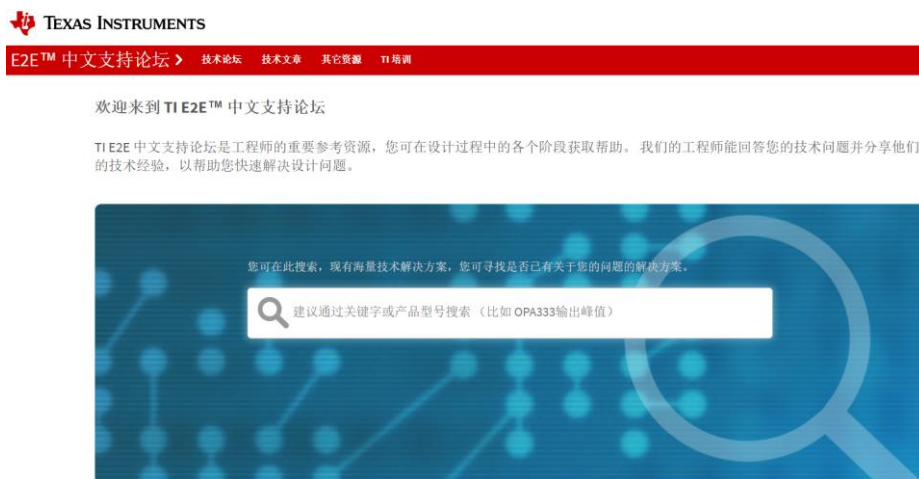 TEXAS INSTRUMENTS
E2E™ 中文支持论坛 技术论坛 技术文章 其它资源 TI 培训
欢迎来到 TI E2E™ 中文支持论坛
TI E2E 中文支持论坛是工程师的重要参考资源，您可在设计过程中的各个阶段获取帮助。 我们的工程师能回答您的技术问题并分享他们
的技术经验，以帮助您快速解决设计问题。
您可在此搜索，现有海量技术解决方案，您可寻找是否已有关于您的问题的解决方案。
建议通过关键字或产品型号搜索 （比如 OPA333输出峰值）